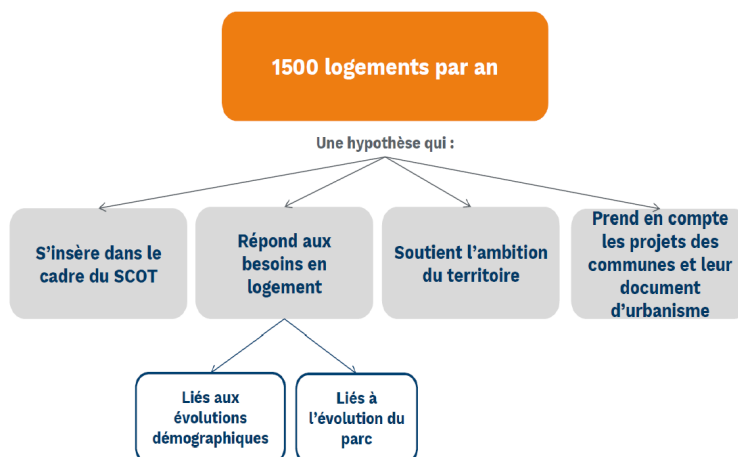 1500 logements par an
Une hypothèse qui :
S'insère dans le
cadre du SCOT
Répond aux
besoins en
logement
Soutient l'ambition
du territoire
Prend en compte
les projets des
communes et leur
document
d'urbanisme
Liés aux
évolutions
démographiques
Liés à
l'évolution du
parc